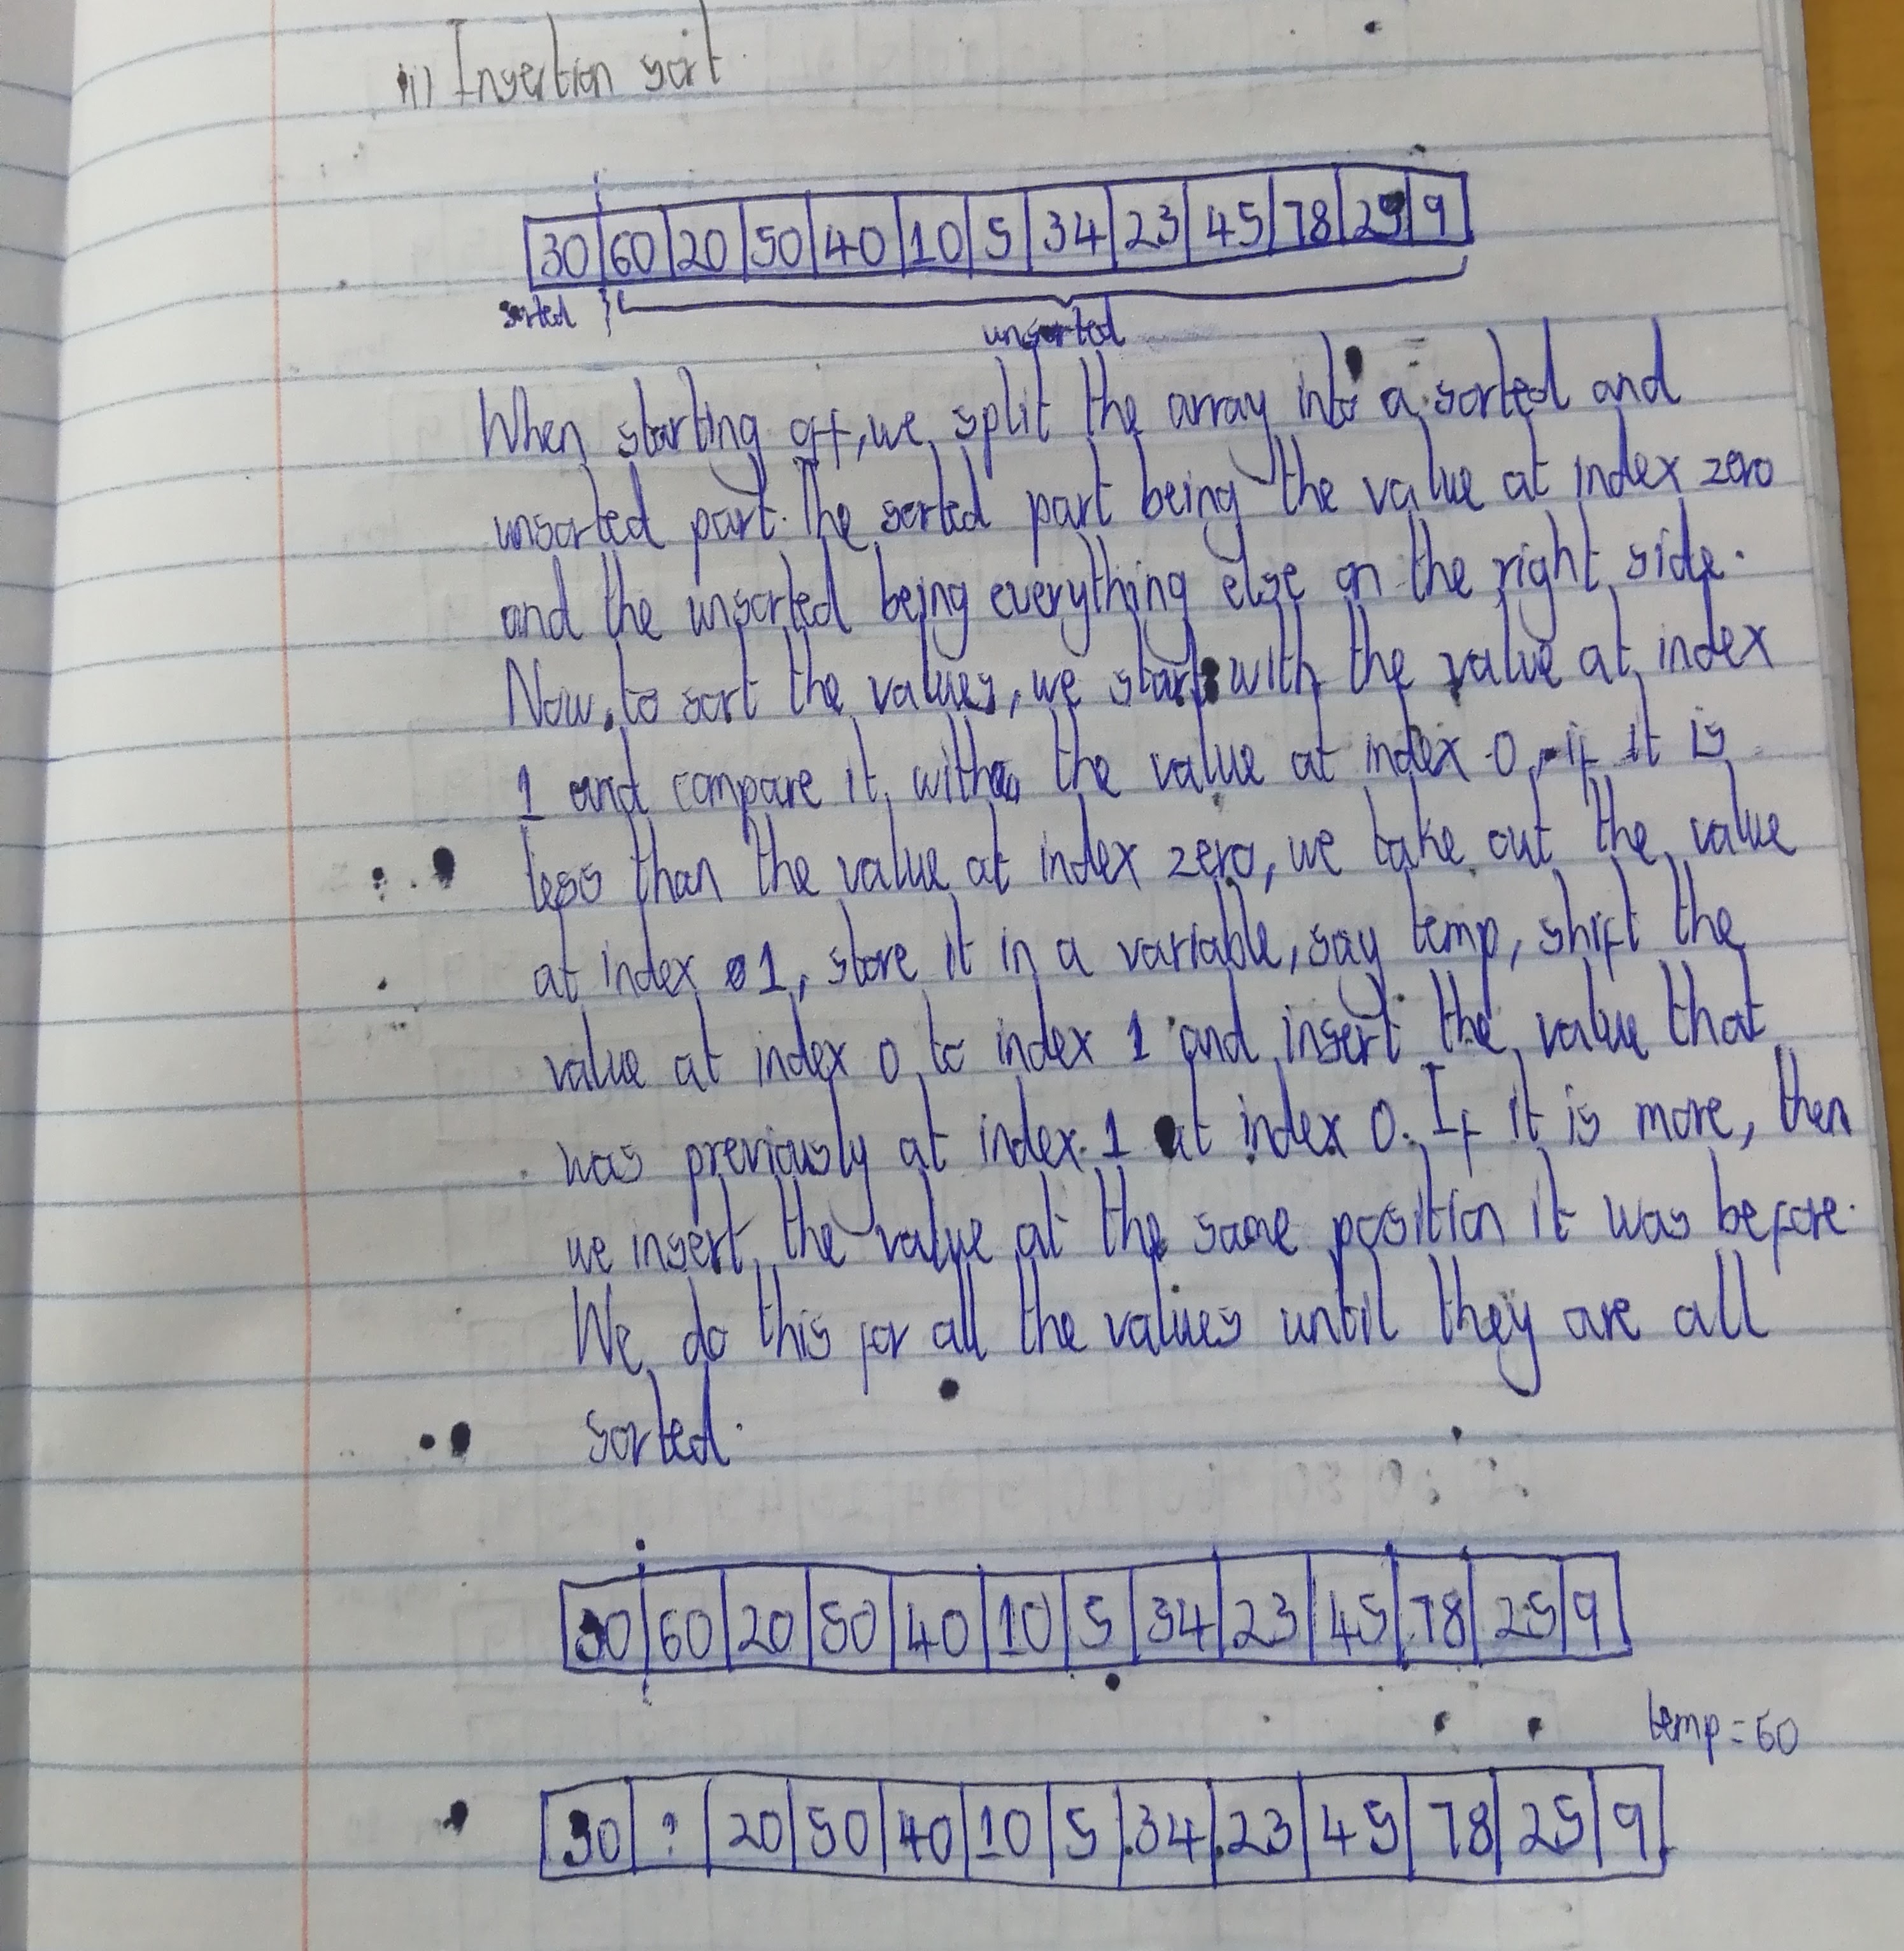 ii) Insertion sort.
30 60 20 50 40 10 5 34 23 45 78 25 9
sorted unsorted
When starting off, we split the array into a sorted and
unsorted part. The sorted part being the value at index zero
and the unsorted being everything else on the right side.
Now, to sort the values, we start with the value at index
1 and compare it with the value at index 0, if it is
less than the value at index zero, we take out the value
at index 1, store it in a variable, say temp, shift the
value at index 0 to index 1 and insert the value that
was previously at index 1 at index 0. If it is more, then
we insert the value at the same position it was before.
We do this for all the values until they are all
sorted.
30 60 20 50 40 10 5 34 23 45 78 25 9
temp = 60
30 ? 20 50 40 10 5 34 23 45 78 25 9